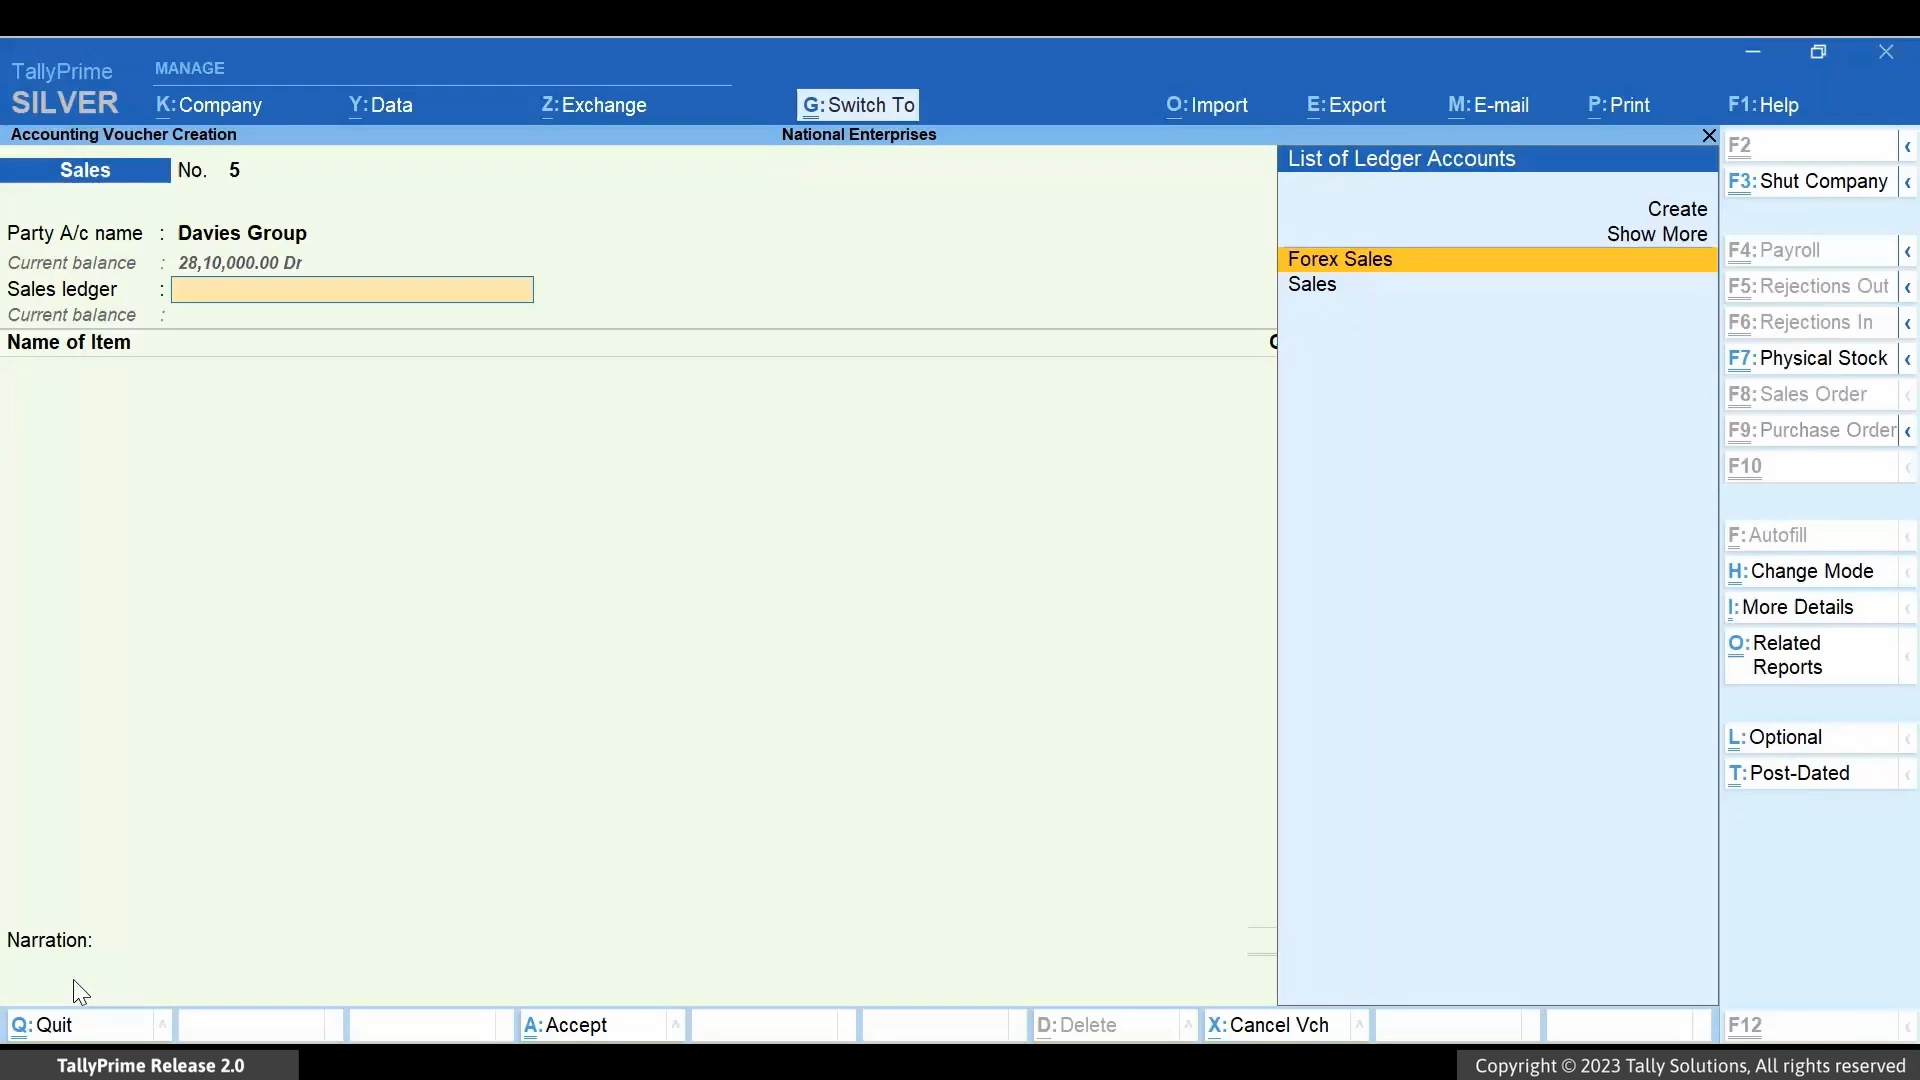 TallyPrime
SILVER
MANAGE
K:Company
Y:Data
Z:Exchange
G:Switch To
O:Import
E:Export
M:E-mail
P:Print
F1:Help
Accounting Voucher Creation
National Enterprises
Sales
No. 5
Party A/c name : Davies Group
Current balance : 28,10,000.00 Dr
Sales ledger :
Current balance :
Name of Item
Narration:
List of Ledger Accounts
Create
Show More
Forex Sales
Sales
F2
F3:Shut Company
F4:Payroll
F5:Rejections Out
F6:Rejections In
F7:Physical Stock
F8:Sales Order
F9:Purchase Order
F10
F:Autofill
H:Change Mode
I:More Details
O:Related
Reports
L:Optional
T:Post-Dated
Q:Quit
A:Accept
D:Delete
X:Cancel Vch
F12
TallyPrime Release 2.0
Copyright © 2023 Tally Solutions, All rights reserved